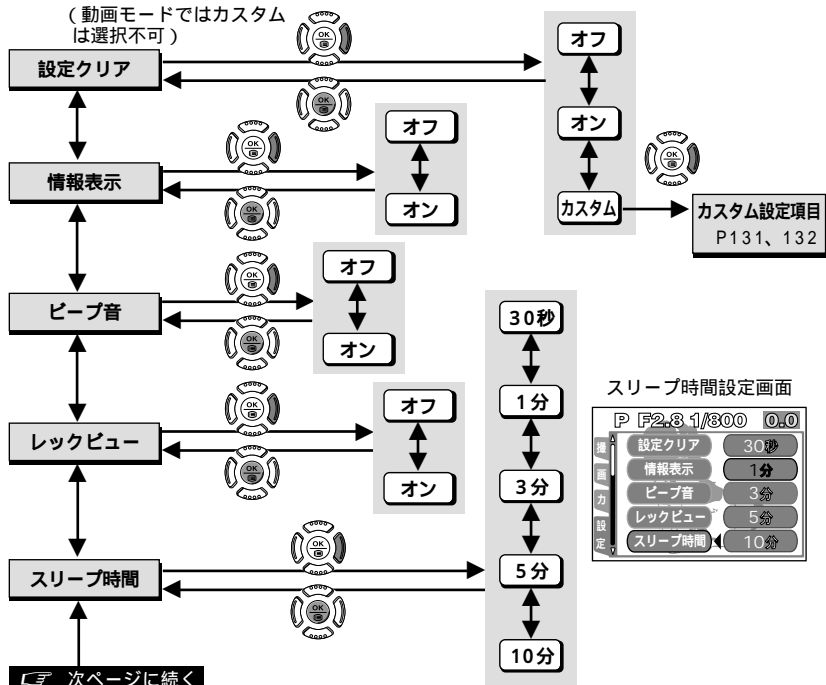 (動画モードではカスタム
は選択不可)
設定クリア
オフ
オン
カスタム
カスタム設定項目
P131、132
情報表示
オフ
オン
ビープ音
オフ
オン
レックビュー
オフ
オン
スリープ時間
30秒
1分
3分
5分
10分
スリープ時間設定画面
P F2.8 1/800 0.0
撮 画 カ 設定
設定クリア 30秒
情報表示 1分
ビープ音 3分
レックビュー 5分
スリープ時間 10分
OK
次ページに続く